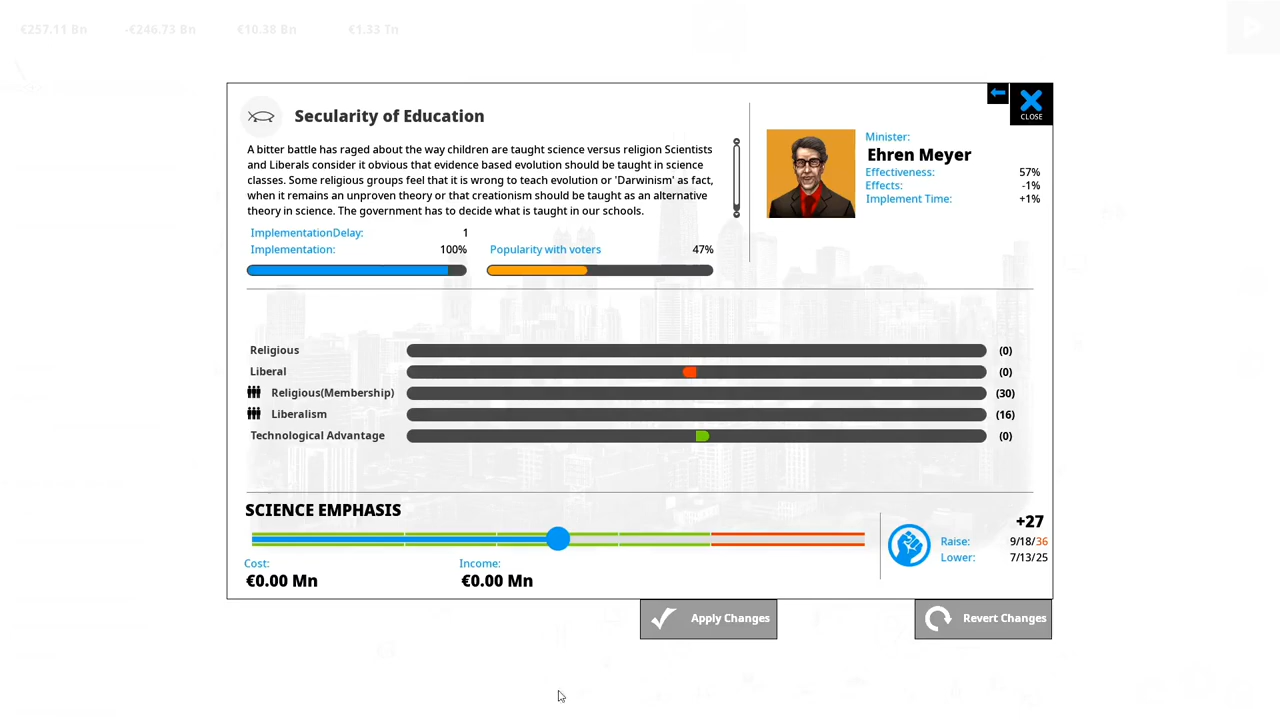 €257.11 Bn -€246.73 Bn €10.38 Bn €1.33 Tn
Secularity of Education
CLOSE
A bitter battle has raged about the way children are taught science versus religion Scientists
and Liberals consider it obvious that evidence based evolution should be taught in science
classes. Some religious groups feel that it is wrong to teach evolution or 'Darwinism' as fact,
when it remains an unproven theory or that creationism should be taught as an alternative
theory in science. The government has to decide what is taught in our schools.
Minister:
Ehren Meyer
Effectiveness: 57%
Effects: -1%
Implement Time: +1%
ImplementationDelay: 1
Implementation: 100%
Popularity with voters 47%
Religious (0)
Liberal (0)
Religious(Membership) (30)
Liberalism (16)
Technological Advantage (0)
SCIENCE EMPHASIS
Cost:
€0.00 Mn
Income:
€0.00 Mn
+27
Raise: 9/18/36
Lower: 7/13/25
Apply Changes
Revert Changes